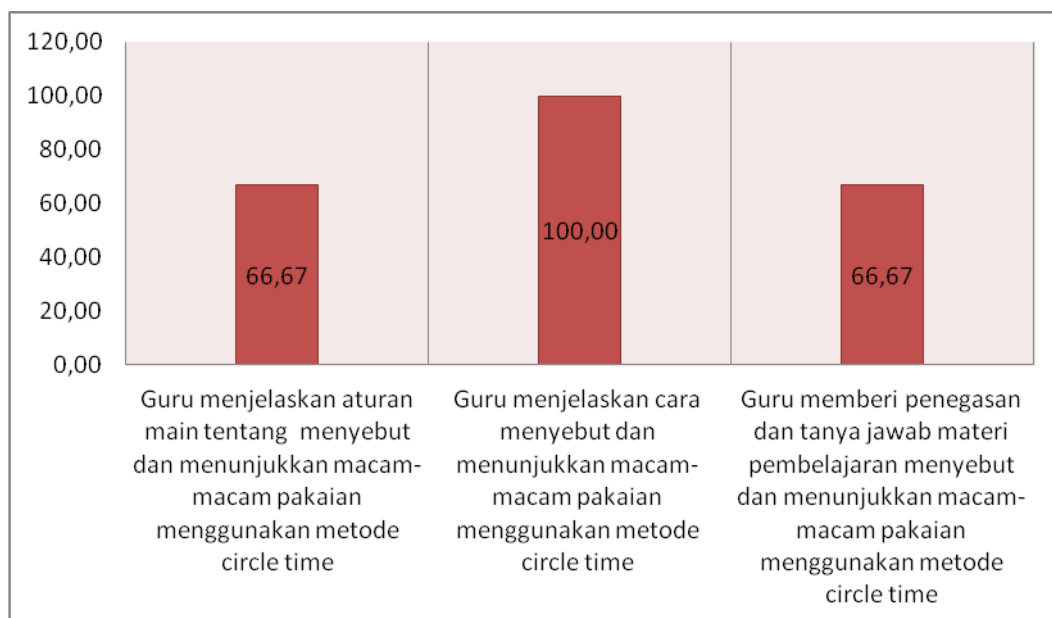 120,00
100,00
80,00
60,00
40,00
20,00
0,00
66,67
100,00
66,67
Guru menjelaskan aturan
main tentang menyebut
dan menunjukkan macam-
macam pakaian
menggunakan metode
circle time
Guru menjelaskan cara
menyebut dan
menunjukkan macam-
macam pakaian
menggunakan metode
circle time
Guru memberi penegasan
dan tanya jawab materi
pembelajaran menyebut
dan menunjukkan macam-
macam pakaian
menggunakan metode
circle time